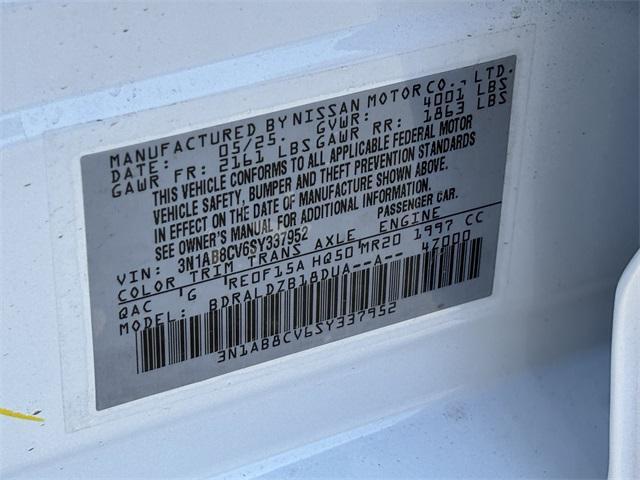 MANUFACTURED BY NISSAN MOTOR CO., LTD.
DATE: 05/25. GVWR: 4001 LBS
GAWR FR: 2161 LBS GAWR RR: 1863 LBS
THIS VEHICLE CONFORMS TO ALL APPLICABLE FEDERAL MOTOR
VEHICLE SAFETY, BUMPER AND THEFT PREVENTION STANDARDS
IN EFFECT ON THE DATE OF MANUFACTURE SHOWN ABOVE.
SEE OWNER'S MANUAL FOR ADDITIONAL INFORMATION.
VIN: 3N1AB8CV6SY337952 PASSENGER CAR.
COLOR TRIM TRANS AXLE ENGINE
QAC 'G 'RE0F15A HQ50'MR20 1997 CC
MODEL: BDRALDZB18DUA--A-- 47000
3N1AB8CV6SY337952